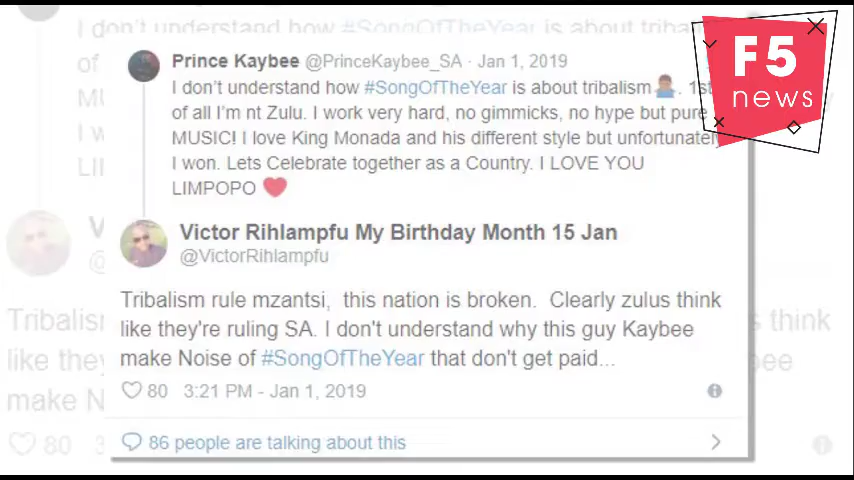 Prince Kaybee @PrinceKaybee_SA · Jan 1, 2019
I don't understand how #SongOfTheYear is about tribalism 🤷🏽‍♂️. 1st
of all I'm nt Zulu. I work very hard, no gimmicks, no hype but pure
MUSIC! I love King Monada and his different style but unfortunately
I won. Lets Celebrate together as a Country. I LOVE YOU
LIMPOPO ❤️
Victor Rihlampfu My Birthday Month 15 Jan
@VictorRihlampfu
Tribalism rule mzantsi, this nation is broken. Clearly zulus think
like they're ruling SA. I don't understand why this guy Kaybee
make Noise of #SongOfTheYear that don't get paid...
80 3:21 PM - Jan 1, 2019
86 people are talking about this
F5
news